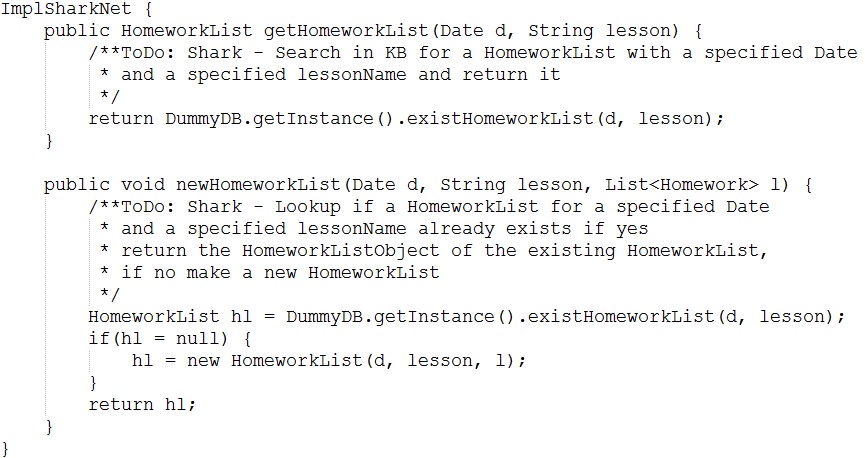 ImplSharkNet {
    public HomeworkList getHomeworkList(Date d, String lesson) {
        /**ToDo: Shark - Search in KB for a HomeworkList with a specified Date
         * and a specified lessonName and return it
         */
        return DummyDB.getInstance().existHomeworkList(d, lesson);
    }

    public void newHomeworkList(Date d, String lesson, List<Homework> l) {
        /**ToDo: Shark - Lookup if a HomeworkList for a specified Date
         * and a specified lessonName already exists if yes
         * return the HomeworkListObject of the existing HomeworkList,
         * if no make a new HomeworkList
         */
        HomeworkList hl = DummyDB.getInstance().existHomeworkList(d, lesson);
        if(hl = null) {
            hl = new HomeworkList(d, lesson, l);
        }
        return hl;
    }
}